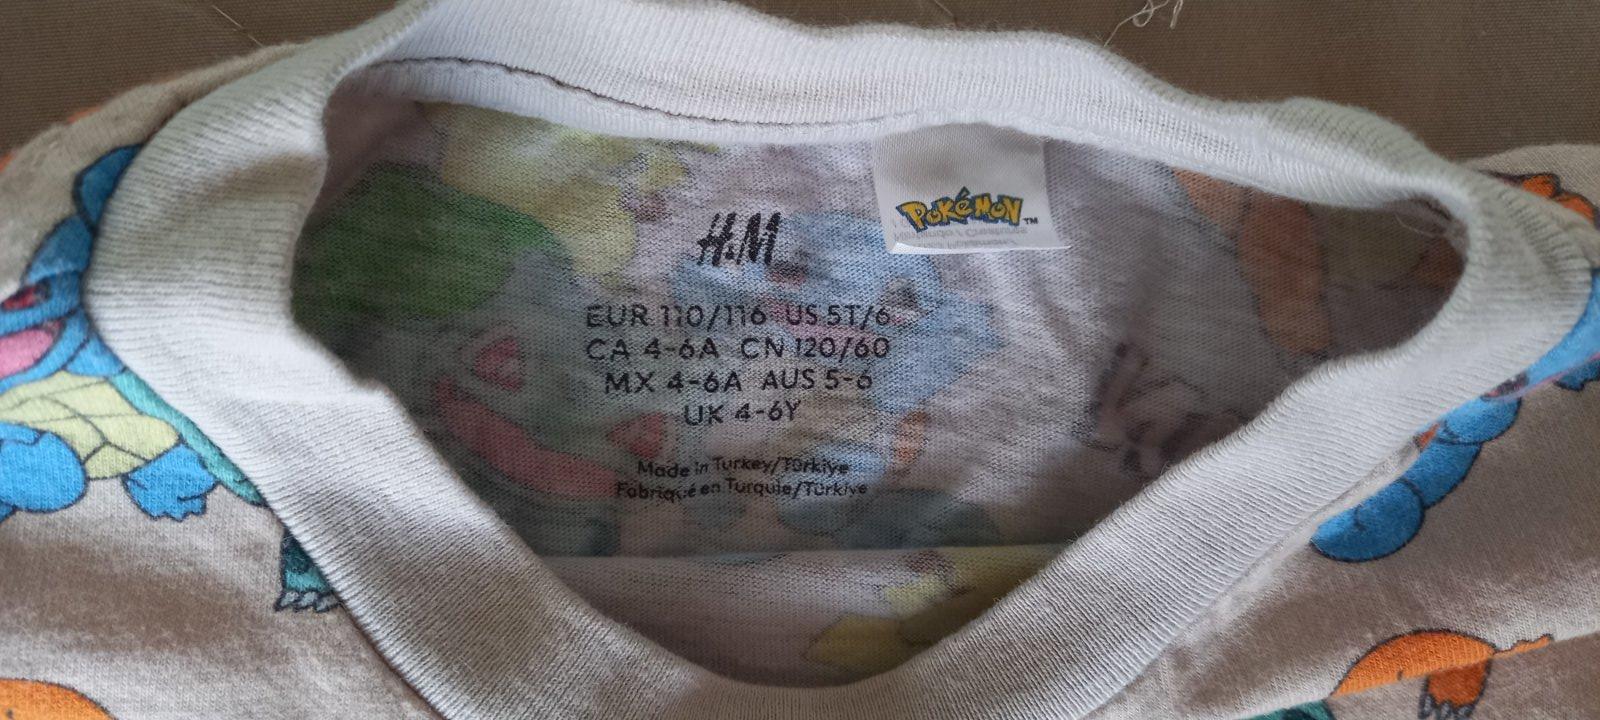 Pokémon™
H&M
EUR 110/116 US 5T/6
CA 4-6A CN 120/60
MX 4-6A AUS 5-6
UK 4-6Y
Made in Turkey/Türkiye
Fabriqué en Turquie/Türkiye